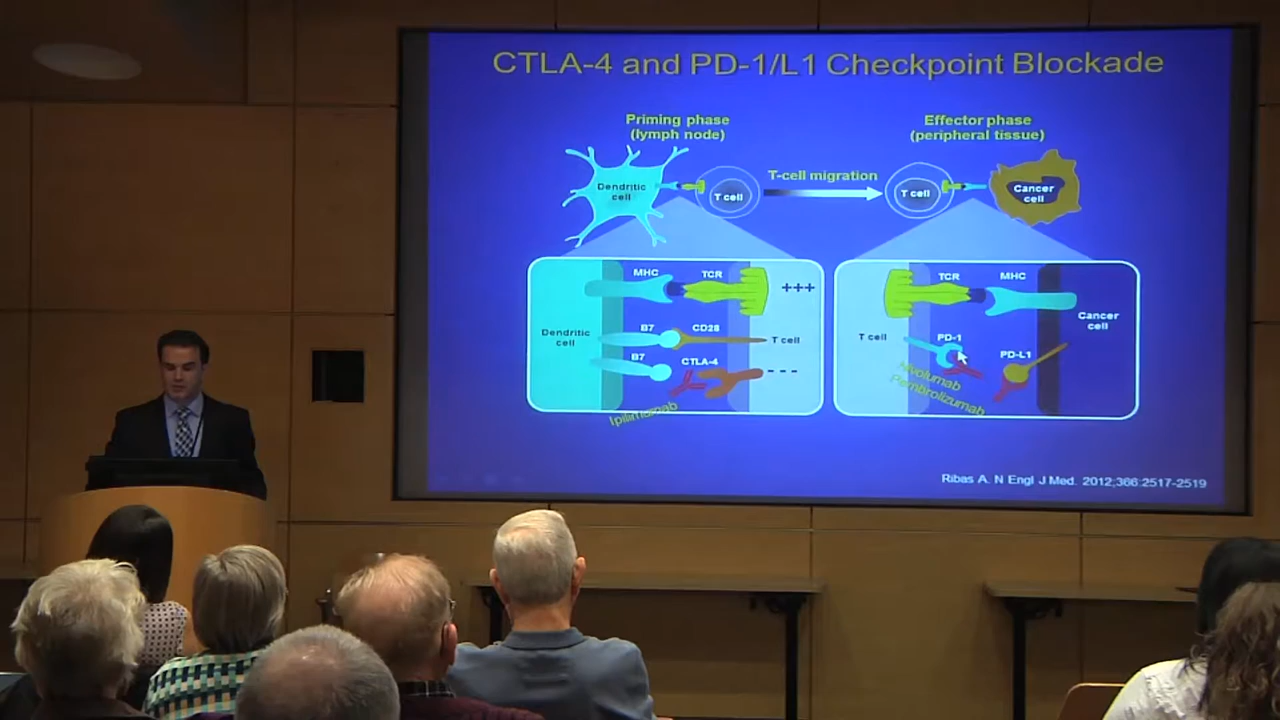 CTLA-4 and PD-1/L1 Checkpoint Blockade
Priming phase
(lymph node)
Effector phase
(peripheral tissue)
Dendritic
cell
T cell
T-cell migration
T cell
Cancer
cell
MHC
TCR
+++
Dendritic
cell
B7
CD28
T cell
B7
CTLA-4
- - -
Ipilimumab
TCR
MHC
Cancer
cell
T cell
PD-1
PD-L1
Nivolumab
Pembrolizumab
Ribas A. N Engl J Med. 2012;366:2517-2519